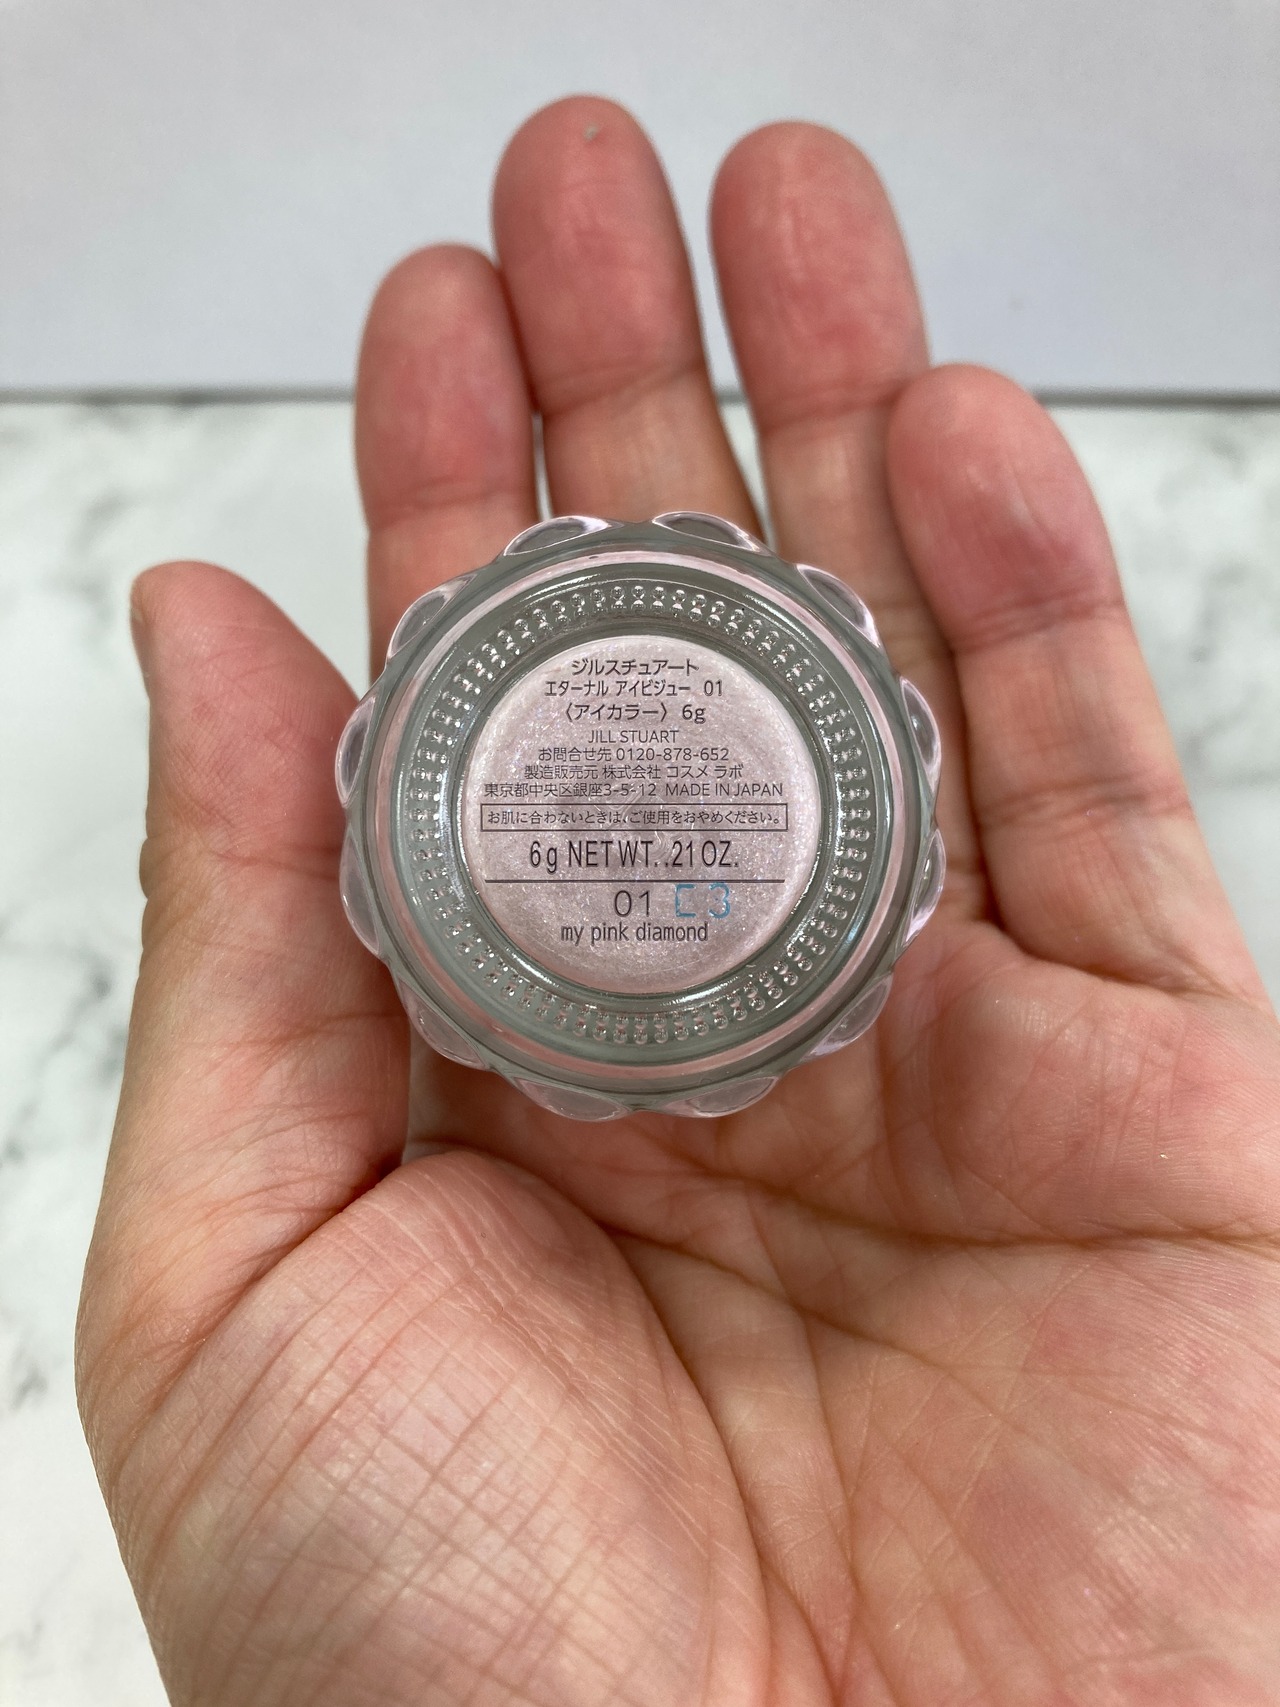 ジルスチュアート
エターナル アイビジュー 01
〈アイカラー〉 6g
JILL STUART
お問合せ先 0120-878-652
製造販売元 株式会社 コスメ ラボ
東京都中央区銀座3-5-12 MADE IN JAPAN
お肌に合わないときは、ご使用をおやめください。
6g NET WT. .21 OZ.
01 C3
my pink diamond